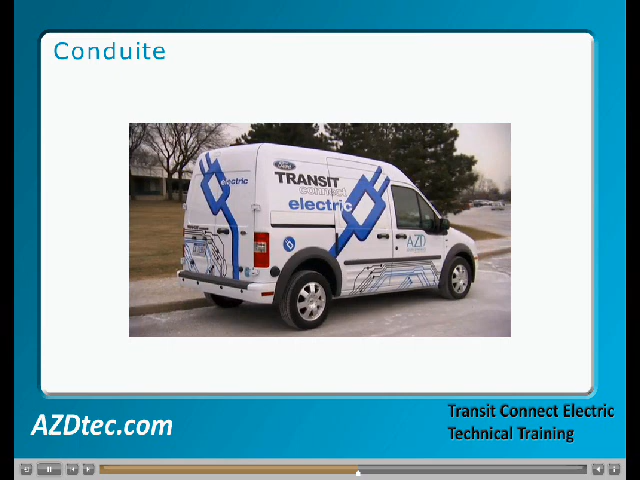 Conduite
Ford
TRANSIT
connect
electric
electric
AZD
AZDtec.com
Transit Connect Electric
Technical Training